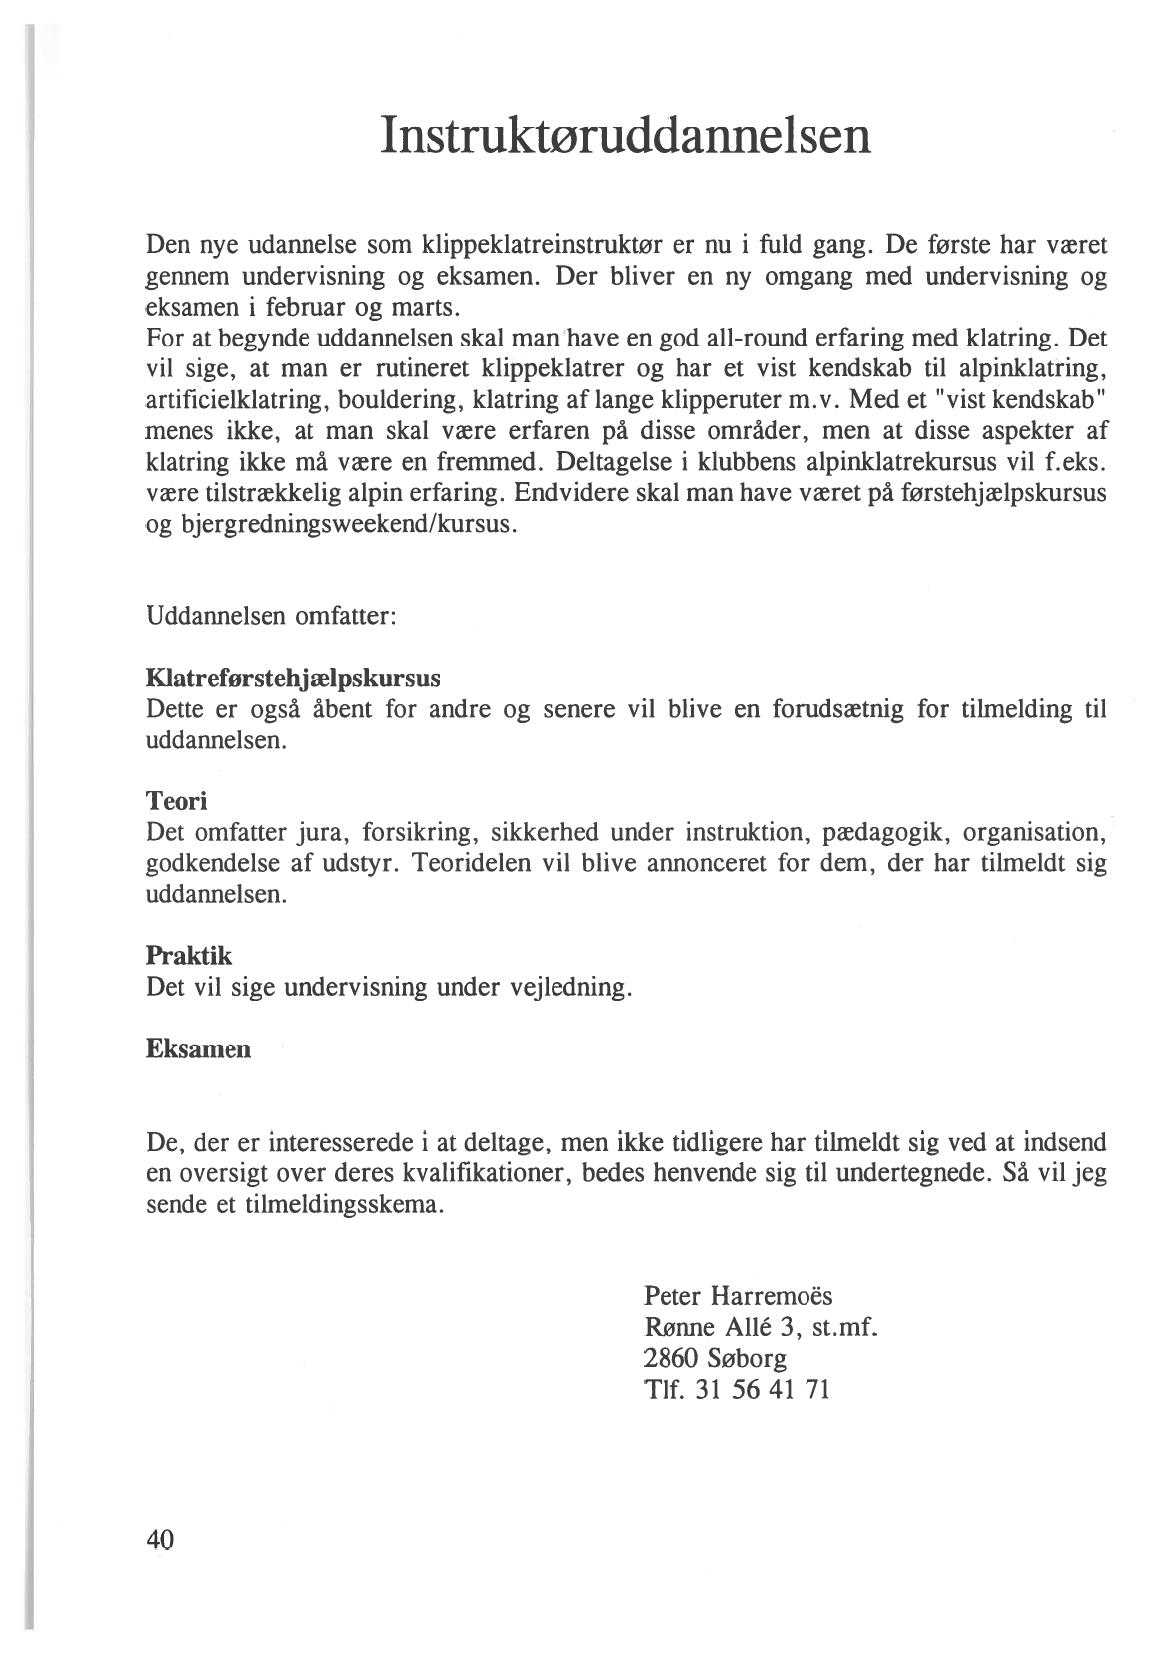 Instruktøruddannelsen
Den nye udannelse som klippeklatreinstruktør er nu i fuld gang. De første har været
gennem undervisning og eksamen. Der bliver en ny omgang med undervisning og
eksamen i februar og marts.
For at begynde uddannelsen skal man have en god all-round erfaring med klatring. Det
vil sige, at man er rutineret klippeklatrer og har et vist kendskab til alpinklatring,
artificielklatring, bouldering, klatring af lange klipperuter m.v. Med et "vist kendskab"
menes ikke, at man skal være erfaren på disse områder, men at disse aspekter af
klatring ikke må være en fremmed. Deltagelse i klubbens alpinklatrekursus vil f.eks.
være tilstrækkelig alpin erfaring. Endvidere skal man have været på førstehjælpskursus
og bjergredningsweekend/kursus.
Uddannelsen omfatter:
Klatreførstehjælpskursus
Dette er også åbent for andre og senere vil blive en forudsætnig for tilmelding til
uddannelsen.
Teori
Det omfatter jura, forsikring, sikkerhed under instruktion, pædagogik, organisation,
godkendelse af udstyr. Teoridelen vil blive annonceret for dem, der har tilmeldt sig
uddannelsen.
Praktik
Det vil sige undervisning under vejledning.
Eksamen
De, der er interesserede i at deltage, men ikke tidligere har tilmeldt sig ved at indsend
en oversigt over deres kvalifikationer, bedes henvende sig til undertegnede. Så vil jeg
sende et tilmeldingsskema.
Peter Harremoës
Rønne Allé 3, st.mf.
2860 Søborg
Tlf. 31 56 41 71
40